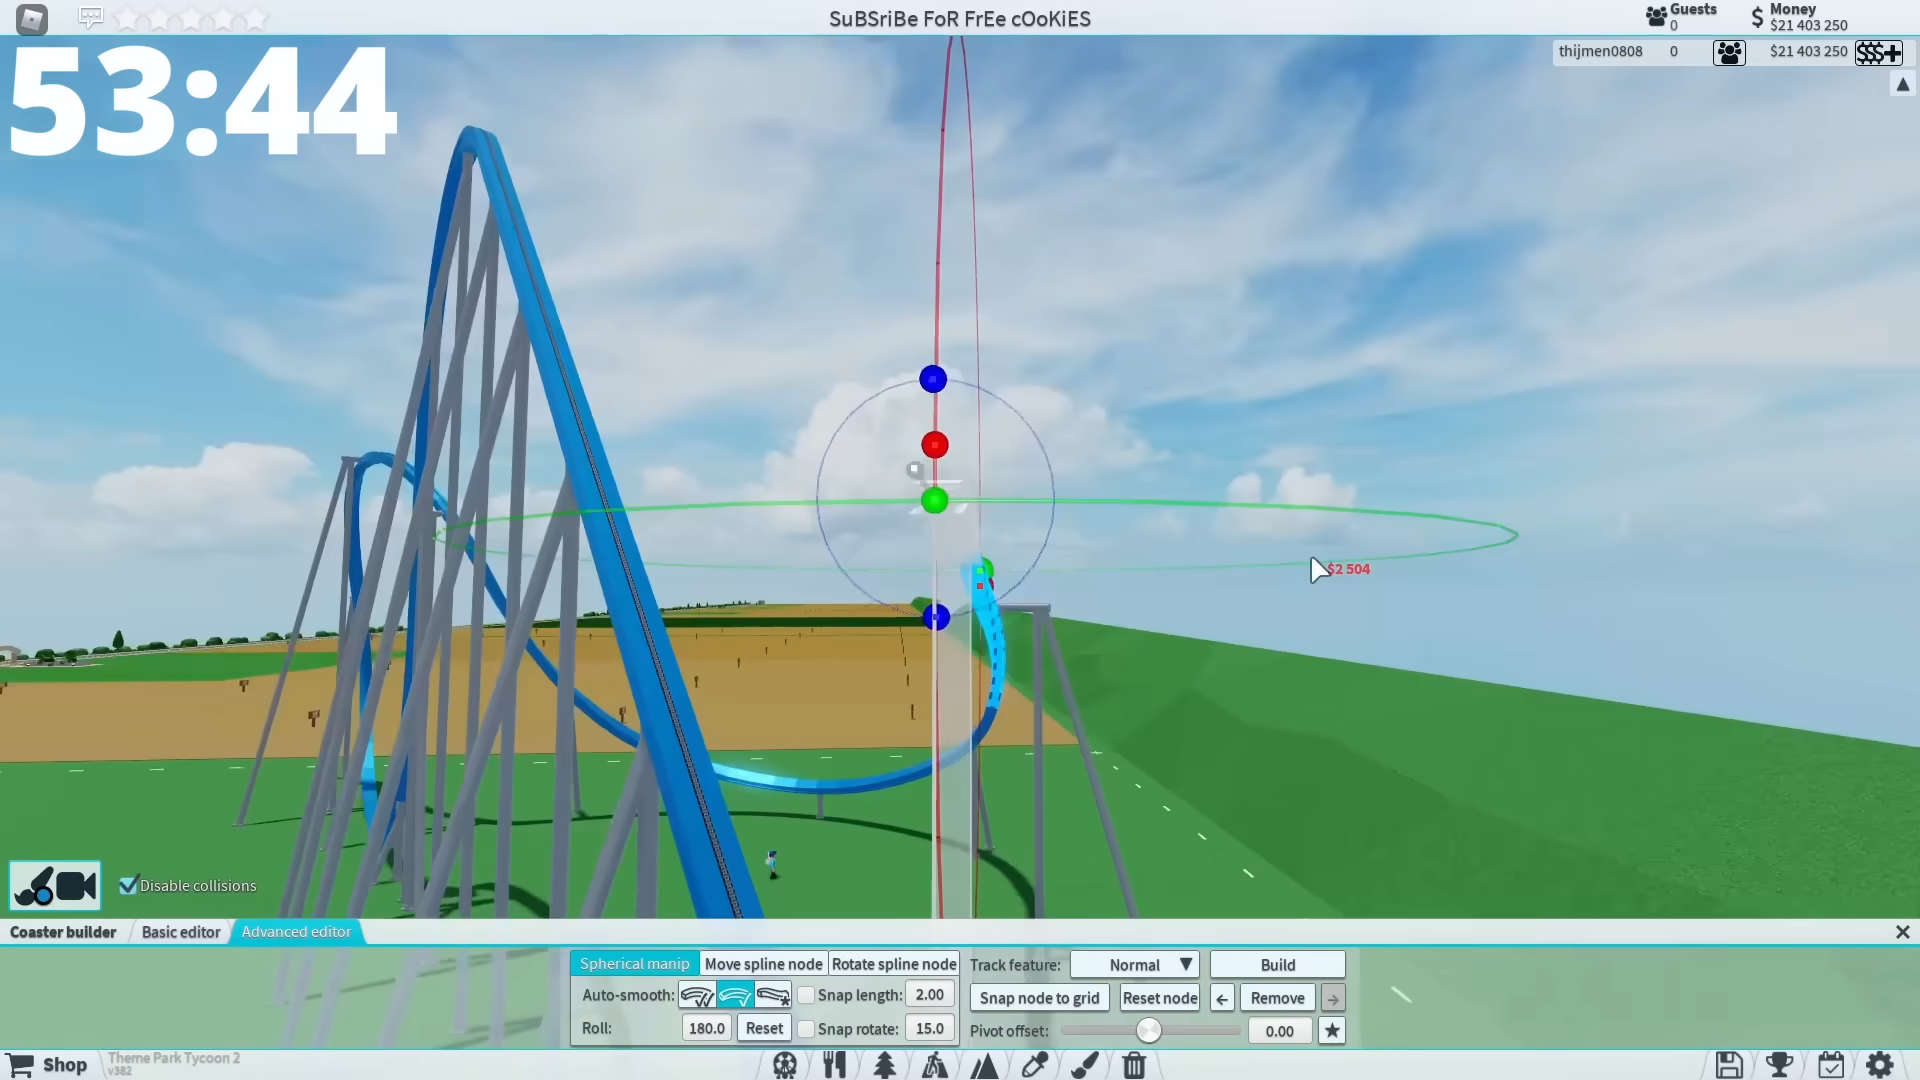 SuBSriBe FoR FrEe cOoKiES
Guests
0
Money
$21 403 250
thijmen0808 0 $21 403 250
$$$+
53:44
$2 504
Disable collisions
Coaster builder Basic editor Advanced editor
Spherical manip Move spline node Rotate spline node Track feature: Normal Build
Auto-smooth: Snap length: 2.00 Snap node to grid Reset node Remove
Roll: 180.0 Reset Snap rotate: 15.0 Pivot offset: 0.00
Shop
Theme Park Tycoon 2
v382